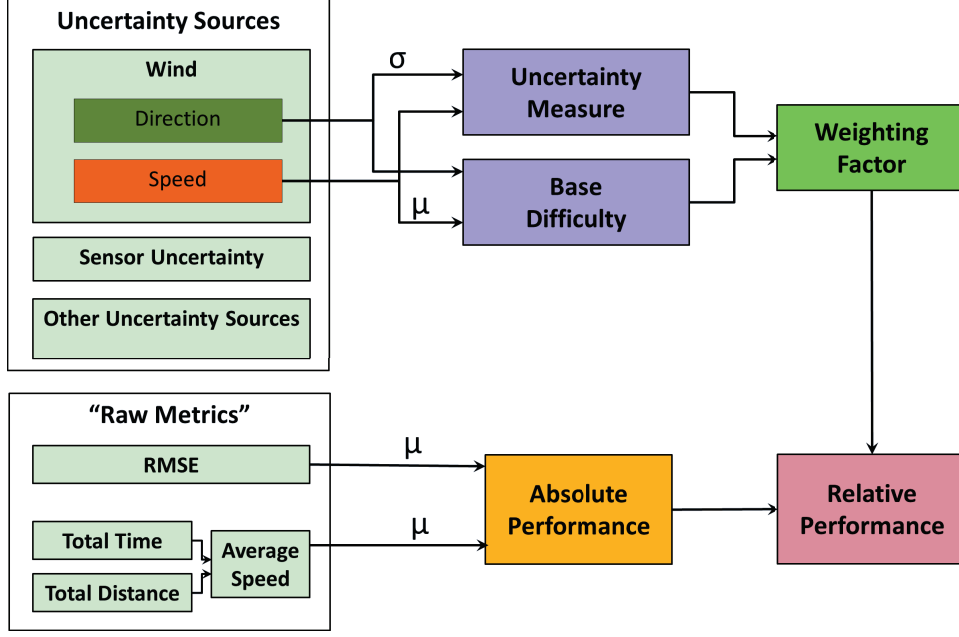 Uncertainty Sources
Wind
Direction
Speed
Sensor Uncertainty
Other Uncertainty Sources
σ
μ
Uncertainty
Measure
Base
Difficulty
Weighting
Factor
“Raw Metrics”
RMSE
Total Time
Total Distance
Average
Speed
μ
μ
Absolute
Performance
Relative
Performance